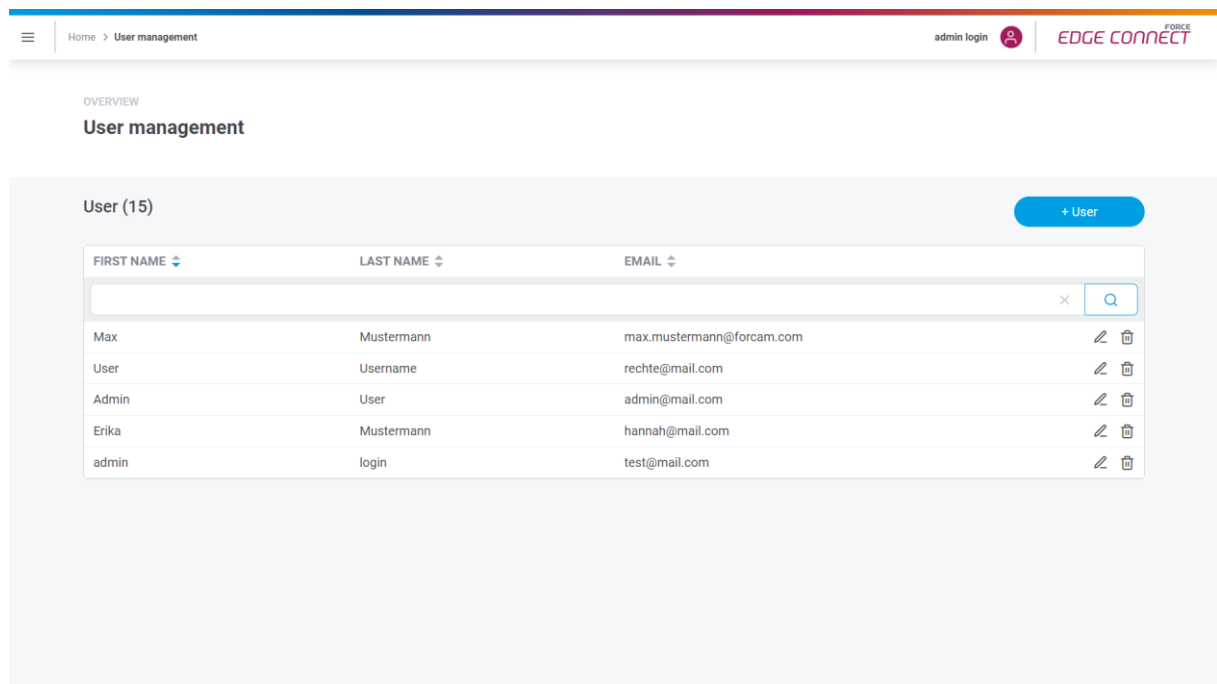 Home > User management
admin login
FORCE
EDGE CONNECT
OVERVIEW
User management
User (15)
+ User
FIRST NAME LAST NAME EMAIL
Max Mustermann max.mustermann@forcam.com
User Username rechte@mail.com
Admin User admin@mail.com
Erika Mustermann hannah@mail.com
admin login test@mail.com